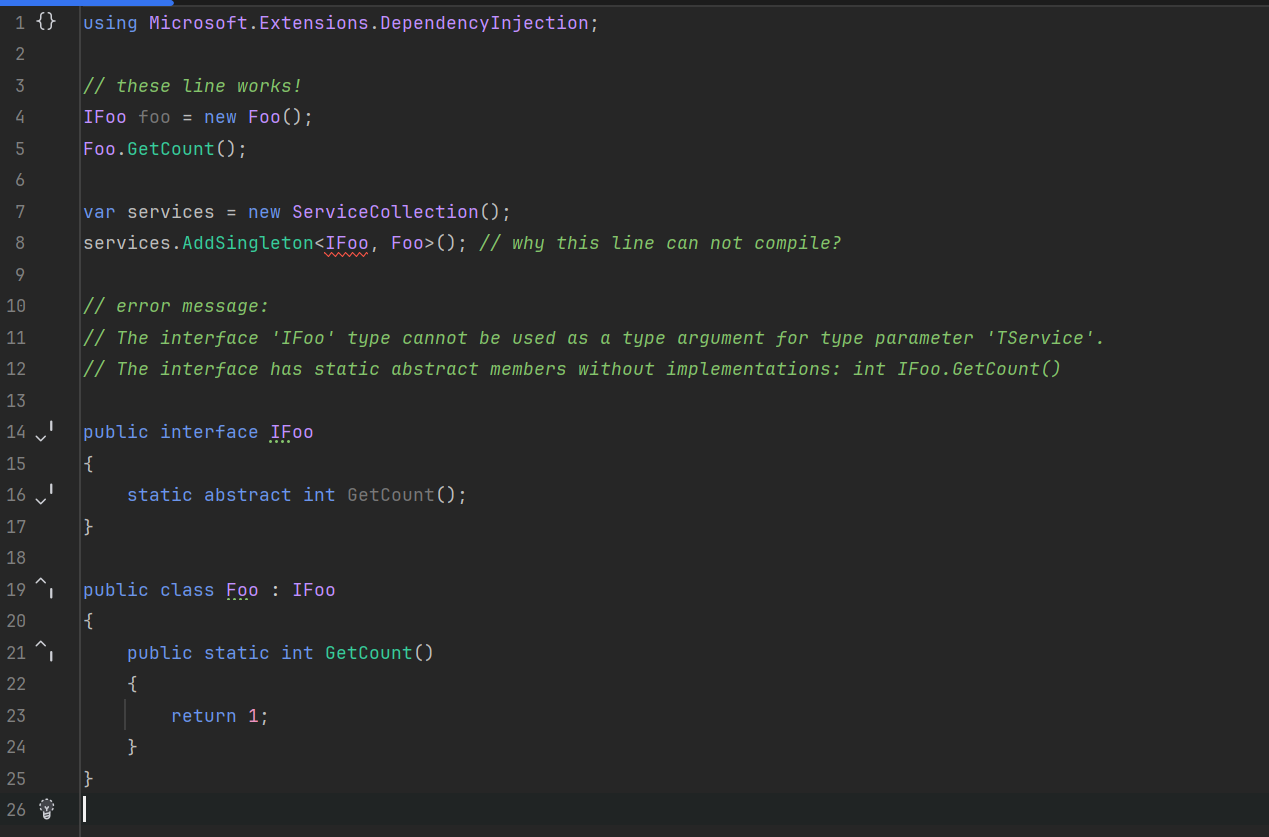 1 {} using Microsoft.Extensions.DependencyInjection;
2
3 // these line works!
4 IFoo foo = new Foo();
5 Foo.GetCount();
6
7 var services = new ServiceCollection();
8 services.AddSingleton<IFoo, Foo>(); // why this line can not compile?
9
10 // error message:
11 // The interface 'IFoo' type cannot be used as a type argument for type parameter 'TService'.
12 // The interface has static abstract members without implementations: int IFoo.GetCount()
13
14 public interface IFoo
15 {
16     static abstract int GetCount();
17 }
18
19 public class Foo : IFoo
20 {
21     public static int GetCount()
22     {
23         return 1;
24     }
25 }
26